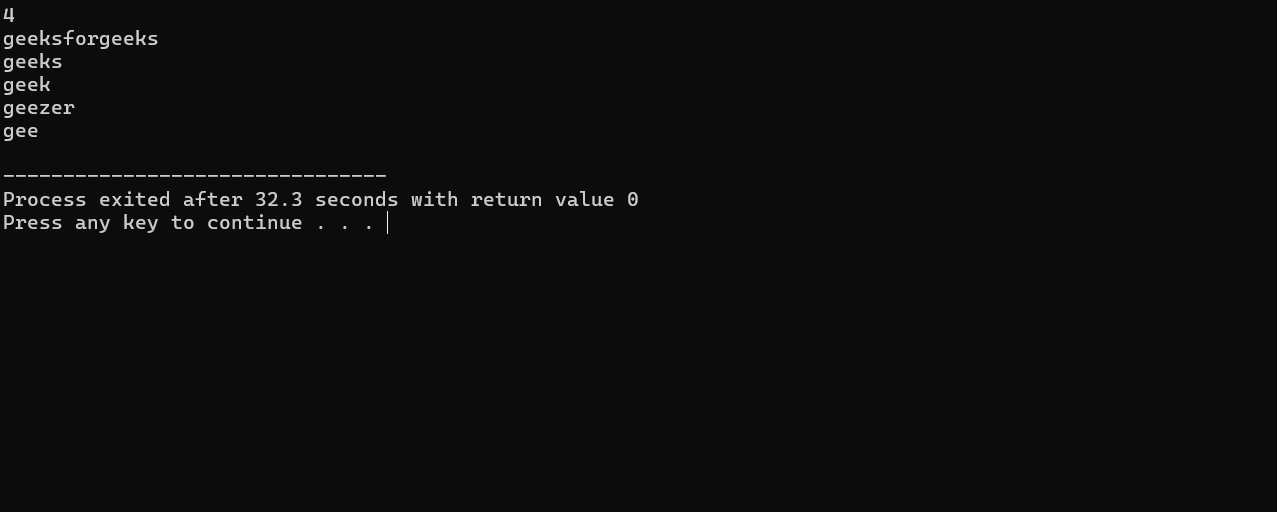 4
geeksforgeeks
geeks
geek
geezer
gee
--------------------------------
Process exited after 32.3 seconds with return value 0
Press any key to continue . . .